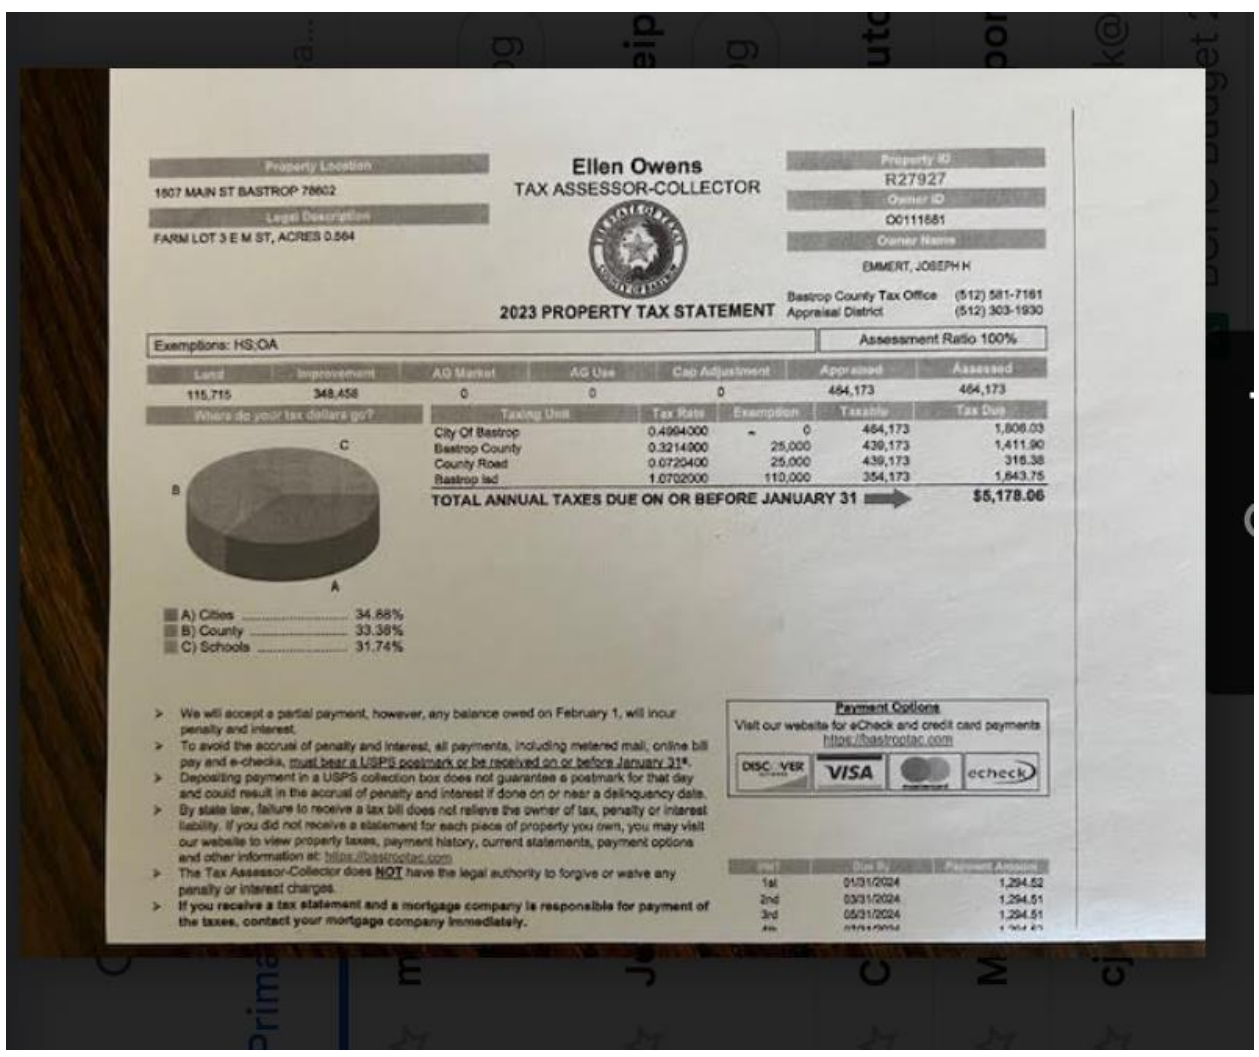 Property Location
1607 MAIN ST BASTROP 78602
Legal Description
FARM LOT 3 E M ST, ACRES 0.564
Ellen Owens
TAX ASSESSOR-COLLECTOR
THE STATE OF TEXAS
COUNTY OF BASTROP
2023 PROPERTY TAX STATEMENT
Property ID
R27927
Owner ID
O0111681
Owner Name
EMMERT, JOSEPH H
Bastrop County Tax Office (512) 581-7161
Appraisal District (512) 303-1930
Exemptions: HS;OA
Assessment Ratio 100%
Land Improvement AG Market AG Use Cap Adjustment Appraised Assessed
115,715 348,458 0 0 0 464,173 464,173
Where do your tax dollars go?
Taxing Unit Tax Rate Exemption Taxable Tax Due
City Of Bastrop 0.4994000 0 464,173 1,806.03
Bastrop County 0.3214900 25,000 439,173 1,411.90
County Road 0.0720400 25,000 439,173 316.38
Bastrop Isd 1.0702000 110,000 354,173 1,643.75
TOTAL ANNUAL TAXES DUE ON OR BEFORE JANUARY 31 $5,178.06
C
B
A
A) Cities 34.88%
B) County 33.38%
C) Schools 31.74%
We will accept a partial payment, however, any balance owed on February 1, will incur
penalty and interest.
To avoid the accrual of penalty and interest, all payments, including metered mail, online bill
pay and e-checks, must bear a USPS postmark or be received on or before January 31st.
Depositing payment in a USPS collection box does not guarantee a postmark for that day
and could result in the accrual of penalty and interest if done on or near a delinquency date.
By state law, failure to receive a tax bill does not relieve the owner of tax, penalty or interest
liability. If you did not receive a statement for each piece of property you own, you may visit
our website to view property taxes, payment history, current statements, payment options
and other information at: https://bastroptac.com
The Tax Assessor-Collector does NOT have the legal authority to forgive or waive any
penalty or interest charges.
If you receive a tax statement and a mortgage company is responsible for payment of
the taxes, contact your mortgage company immediately.
Payment Options
Visit our website for eCheck and credit card payments
https://bastroptac.com
DISCOVER VISA mastercard echeck
Due By Payment Amount
1st 01/31/2024 1,294.52
2nd 03/31/2024 1,294.51
3rd 05/31/2024 1,294.51
Prima